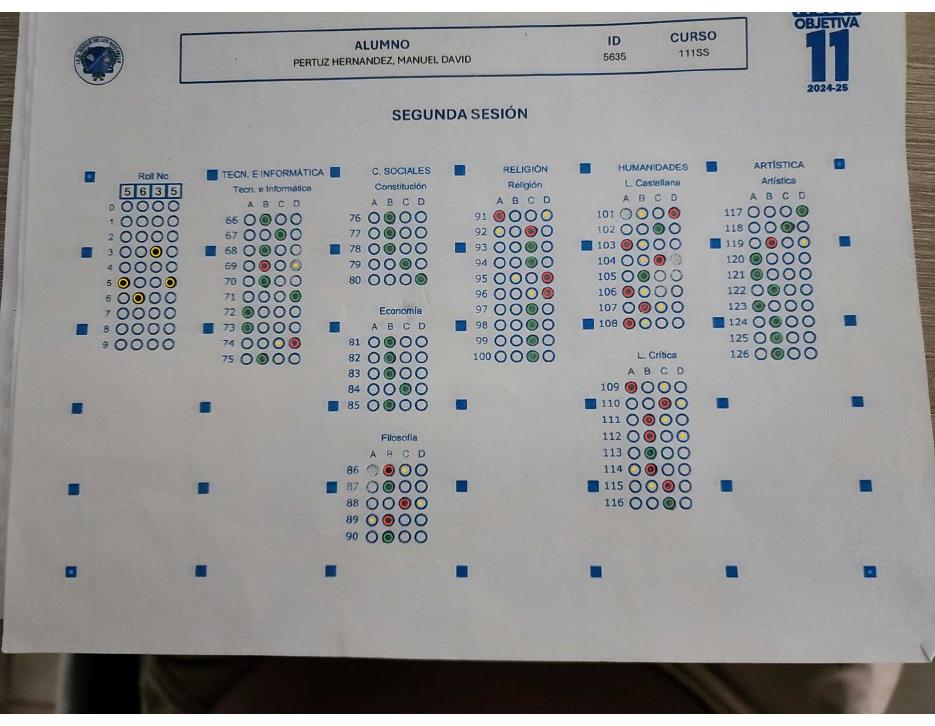 OBJETIVA
11
2024-25
ALUMNO
PERTUZ HERNANDEZ, MANUEL DAVID
ID
5635
CURSO
111SS
SEGUNDA SESIÓN
Roll No
5 6 3 5
0
1
2
3
4
5
6
7
8
9
TECN. E INFORMÁTICA
Tecn. e Informática
A B C D
66
67
68
69
70
71
72
73
74
75
C. SOCIALES
Constitución
A B C D
76
77
78
79
80
Economía
A B C D
81
82
83
84
85
Filosofía
A B C D
86
87
88
89
90
RELIGIÓN
Religión
A B C D
91
92
93
94
95
96
97
98
99
100
HUMANIDADES
L. Castellana
A B C D
101
102
103
104
105
106
107
108
L. Crítica
A B C D
109
110
111
112
113
114
115
116
ARTÍSTICA
Artística
A B C D
117
118
119
120
121
122
123
124
125
126